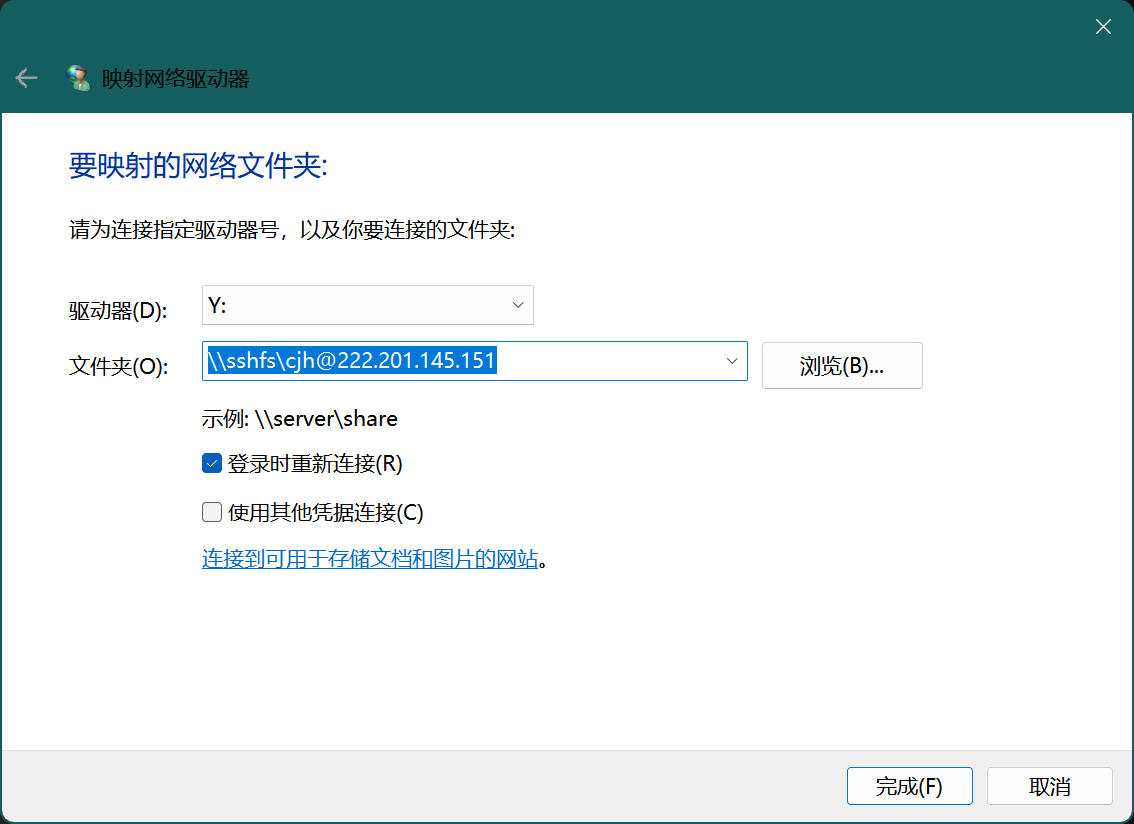 映射网络驱动器
要映射的网络文件夹:
请为连接指定驱动器号，以及你要连接的文件夹:
驱动器(D): Y:
文件夹(O): \\sshfs\cjh@222.201.145.151 浏览(B)...
示例: \\server\share
登录时重新连接(R)
使用其他凭据连接(C)
连接到可用于存储文档和图片的网站。
完成(F) 取消